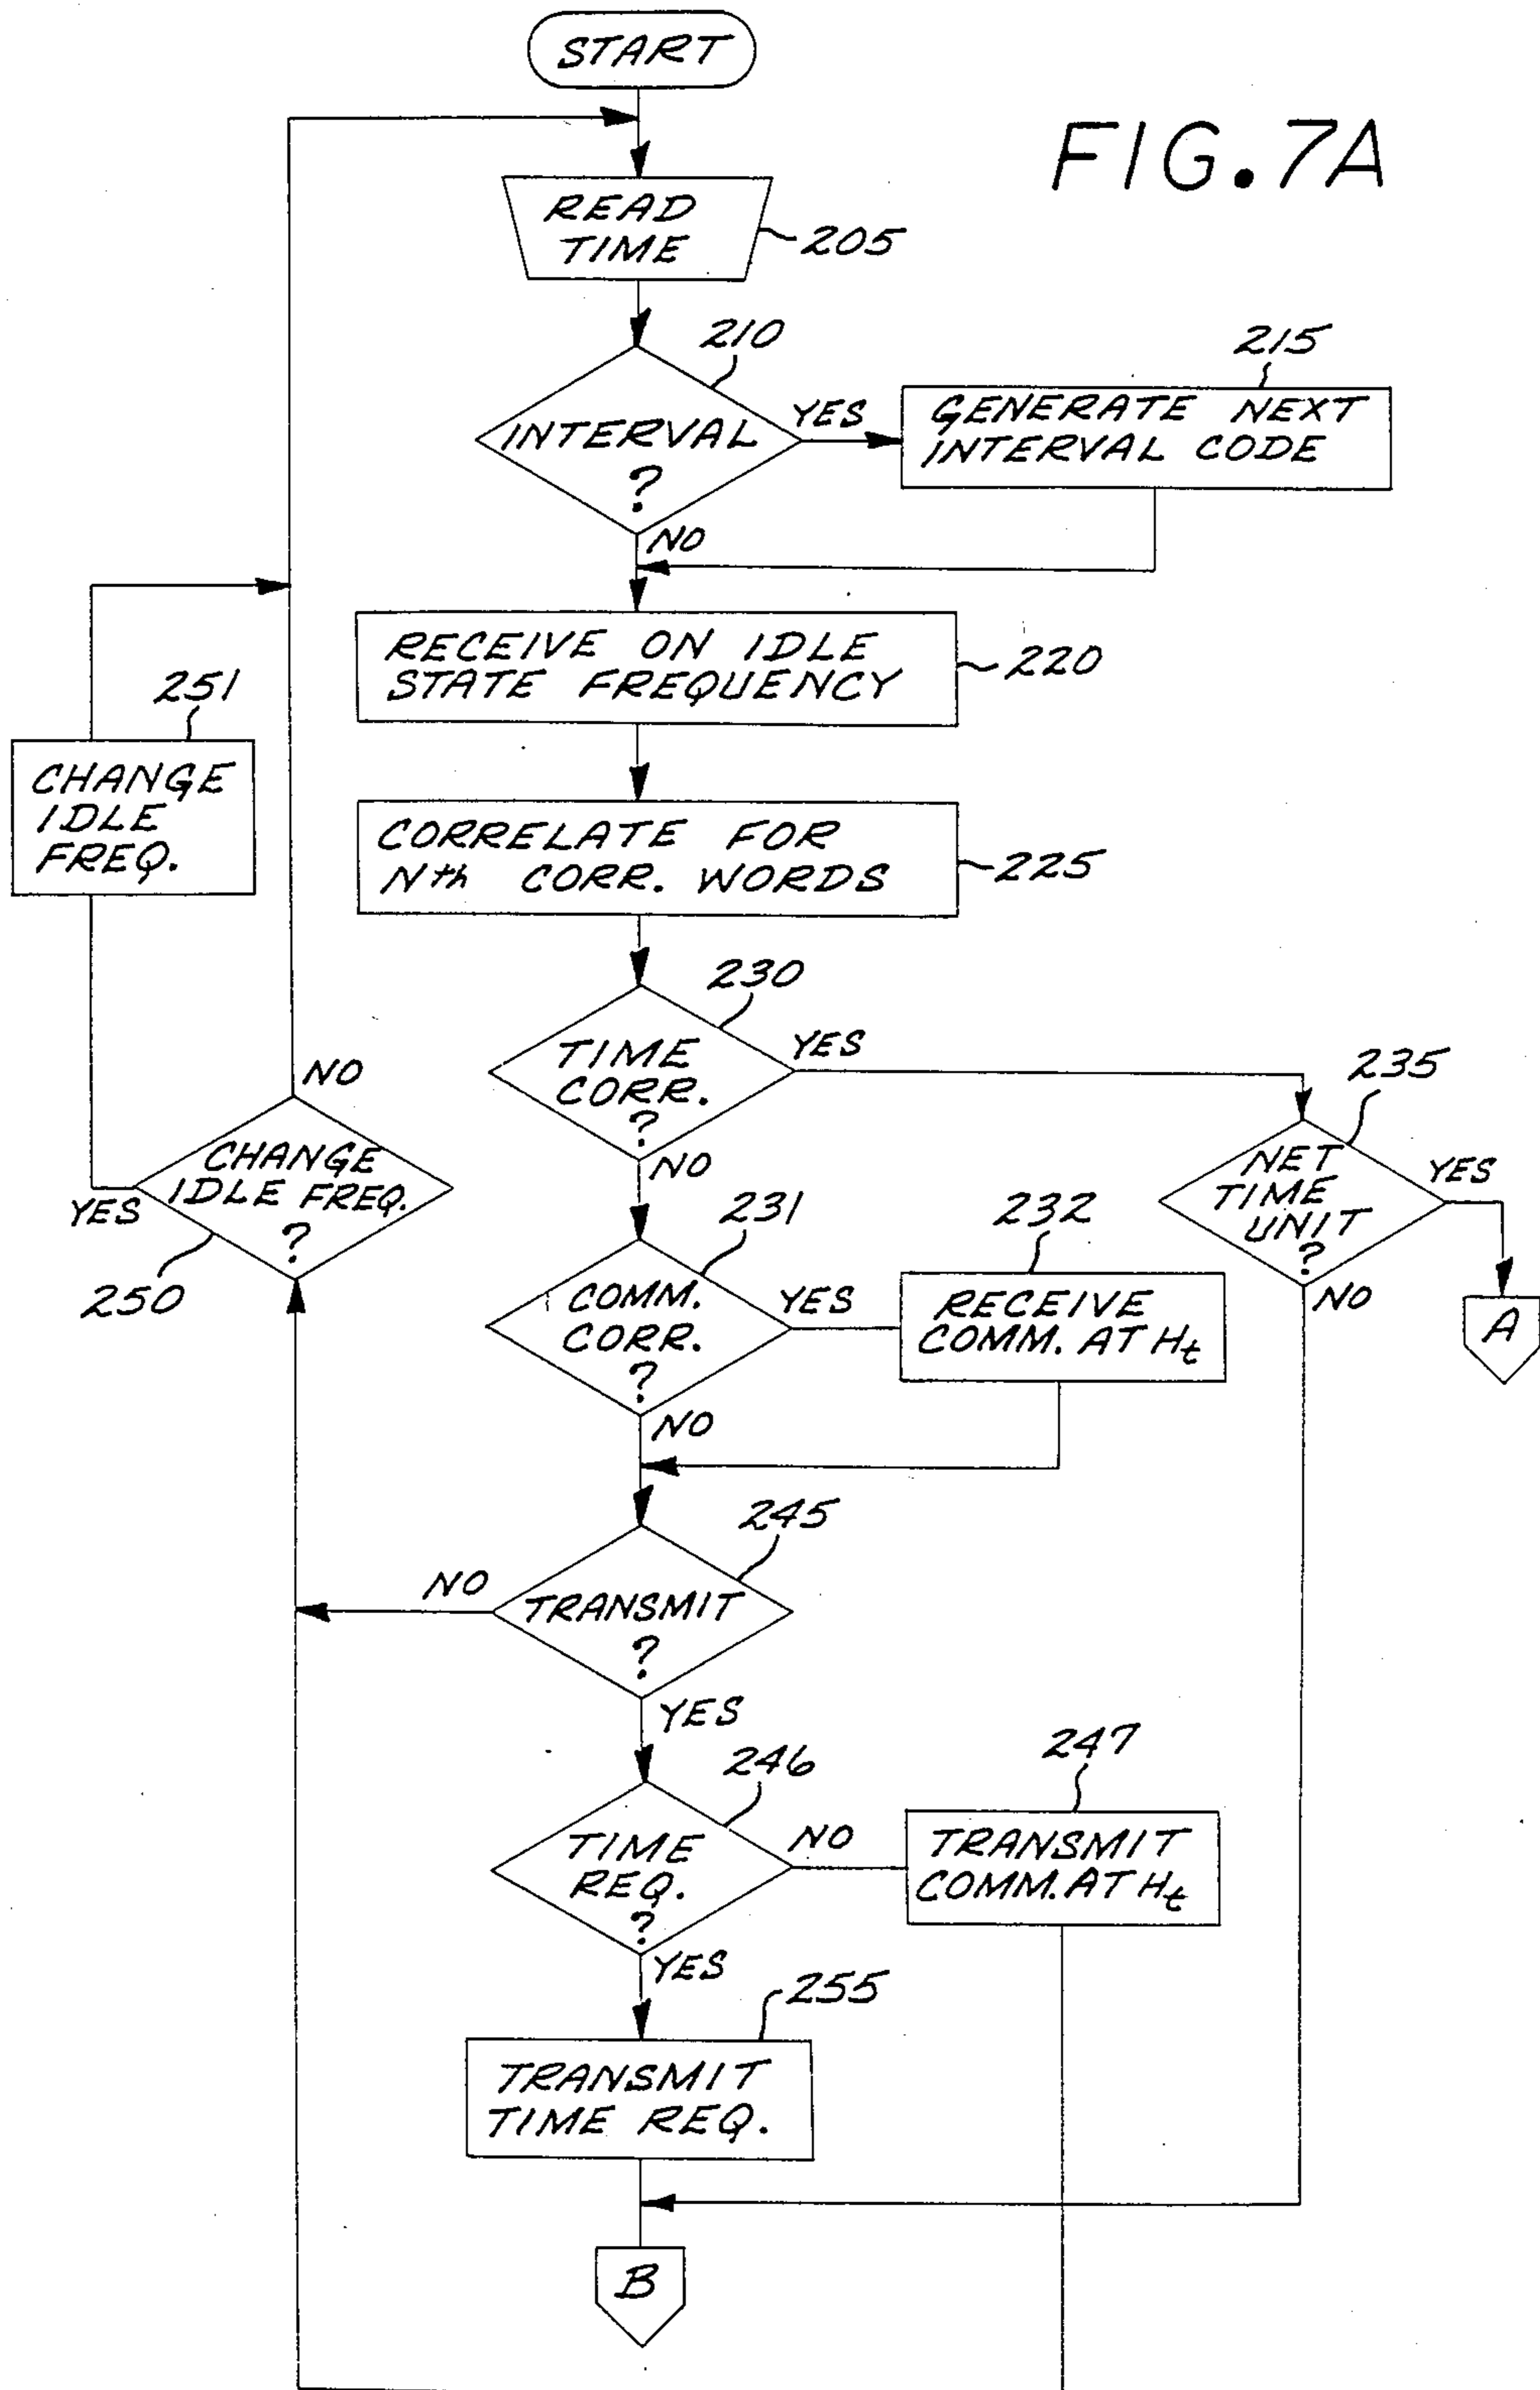 START
FIG. 7A
READ
TIME
205
210
215
INTERVAL
?
YES
GENERATE NEXT
INTERVAL CODE
NO
RECEIVE ON IDLE
STATE FREQUENCY
220
251
CHANGE
IDLE
FREQ.
CORRELATE FOR
Nth CORR. WORDS
225
230
TIME
CORR.
?
YES
NO
235
NET
TIME
UNIT
?
YES
NO
A
NO
CHANGE
IDLE FREQ.
?
YES
250
231
232
COMM.
CORR.
?
YES
RECEIVE
COMM. AT Ht
NO
245
NO
TRANSMIT
?
YES
246
247
TIME
REQ.
?
NO
TRANSMIT
COMM. AT Ht
YES
255
TRANSMIT
TIME REQ.
B